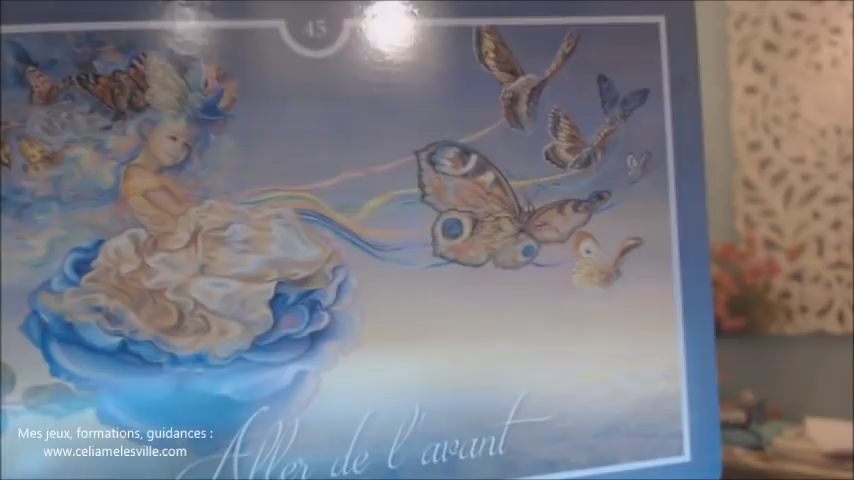 45
Aller de l'avant
Mes jeux, formations, guidances :
www.celiamelesville.com